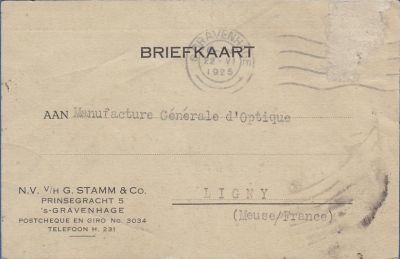 'S GRAVENHAGE
22 VI
1925
BRIEFKAART
AAN Manufacture Générale d'Optique
LIGNY
(Meuse/France)
N.V. V/H G. STAMM & CO.
PRINSEGRACHT 5
'S-GRAVENHAGE
POSTCHEQUE EN GIRO No. 3034
TELEFOON H. 231